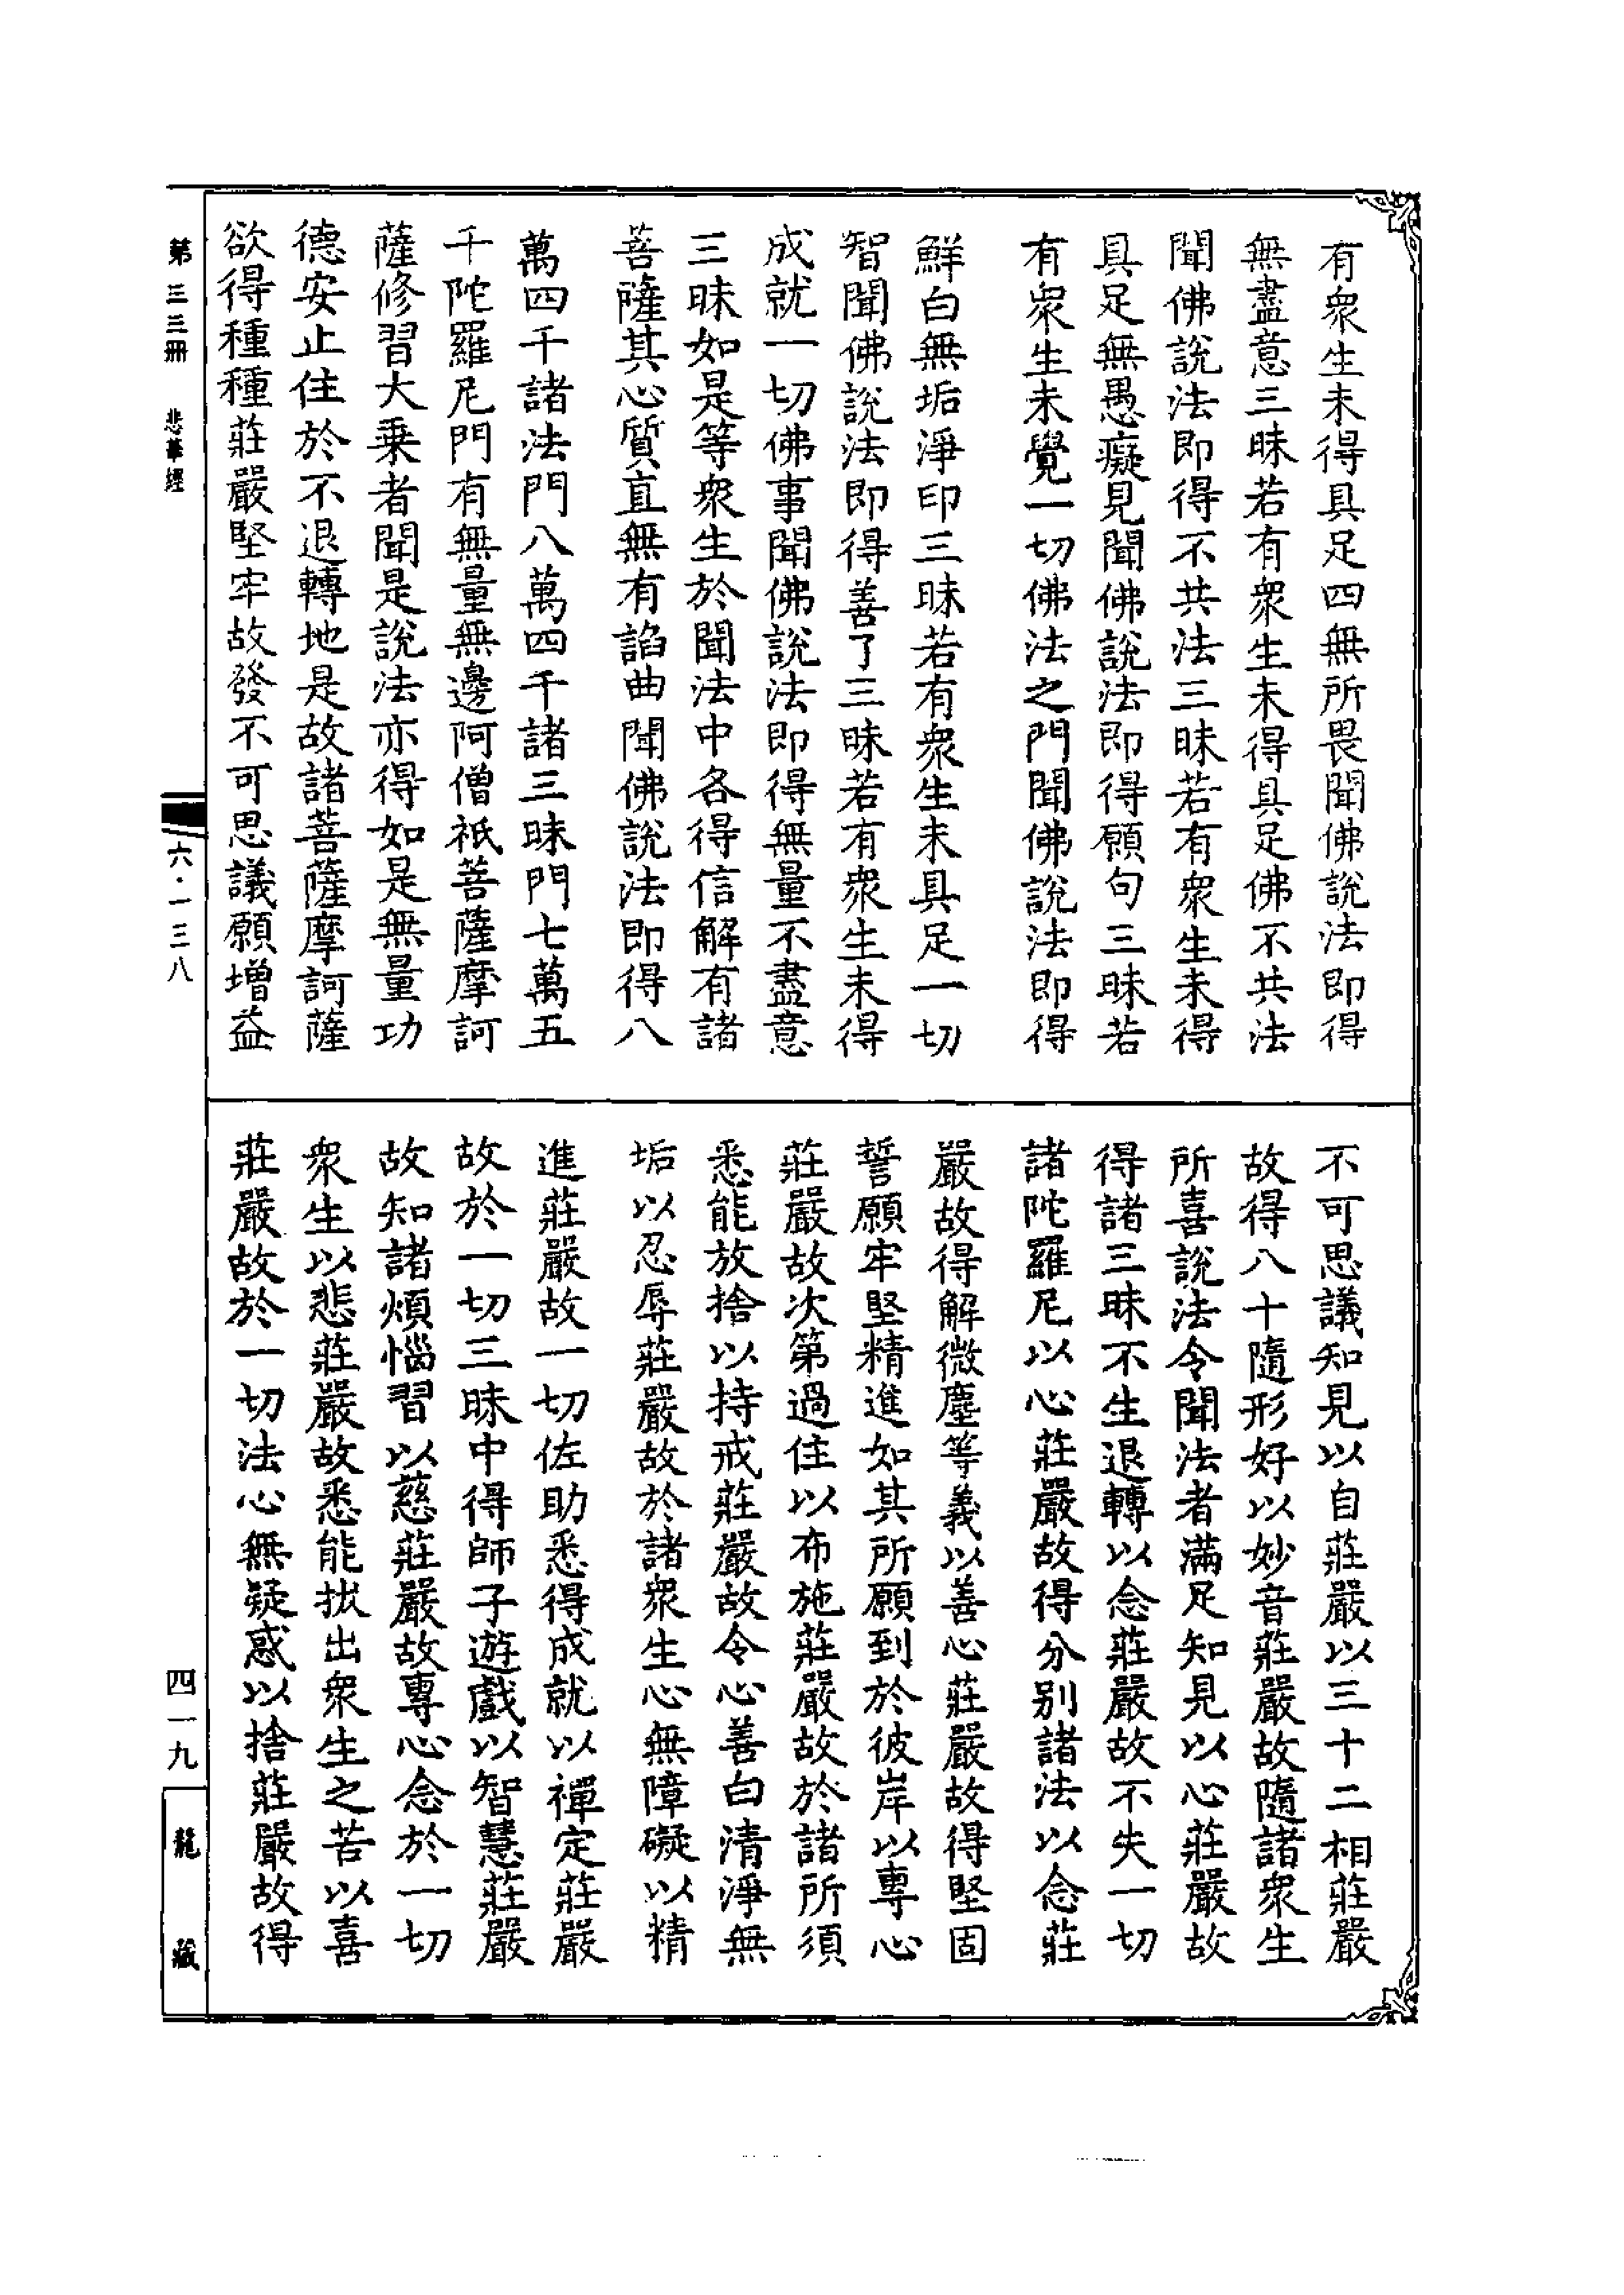 有衆生未得具足四無所畏聞佛說法即得
無盡意三昧若有衆生未得具足佛不共法
聞佛說法即得不共法三昧若有衆生未得
具足無愚癡見聞佛說法即得願句三昧若
有衆生未覺一切佛法之門聞佛說法即得
鮮白無垢淨印三昧若有衆生未具足一切
智聞佛說法即得善了三昧若有衆生未得
成就一切佛事聞佛說法即得無量不盡意
三昧如是等衆生於聞法中各得信解有諸
菩薩其心質直無有諂曲聞佛說法即得八
萬四千諸法門八萬四千諸三昧門七萬五
千陀羅尼門有無量無邊阿僧祇菩薩摩訶
薩修習大乘者聞是說法亦得如是無量功
德安止住於不退轉地是故諸菩薩摩訶薩
欲得種種莊嚴堅牢故發不可思議願增益
不可思議知見以自莊嚴以三十二相莊嚴
故得八十隨形好以妙音莊嚴故隨諸衆生
所喜說法令聞法者滿足知見以心莊嚴故
得諸三昧不生退轉以念莊嚴故不失一切
諸陀羅尼以心莊嚴故得分别諸法以念莊
嚴故得解微塵等義以善心莊嚴故得堅固
誓願牢堅精進如其所願到於彼岸以專心
莊嚴故次第過住以布施莊嚴故於諸所須
悉能放捨以持戒莊嚴故令心善白清淨無
垢以忍辱莊嚴故於諸衆生心無障礙以精
進莊嚴故一切佐助悉得成就以禪定莊嚴
故於一切三昧中得師子遊戲以智慧莊嚴
故知諸煩惱習以慈莊嚴故專心念於一切
衆生以悲莊嚴故悉能拔出衆生之苦以喜
莊嚴故於一切法心無疑惑以捨莊嚴故得
第三三冊 悲華經
六·一三八
四一九
龍藏